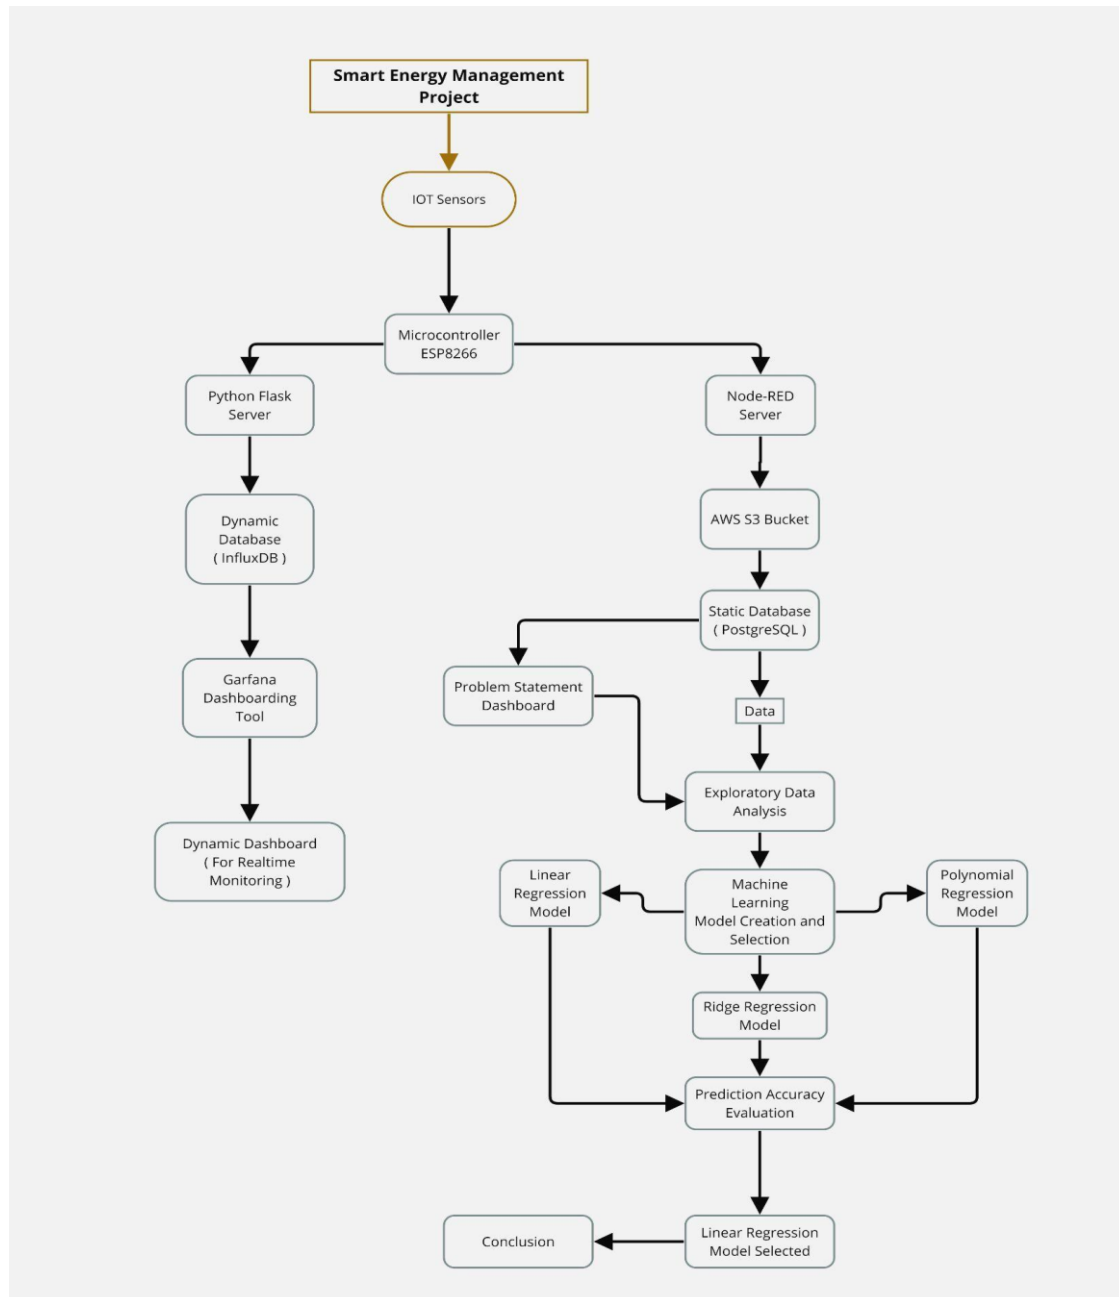 Smart Energy Management
Project
IOT Sensors
Microcontroller
ESP8266
Python Flask
Server
Node-RED
Server
Dynamic
Database
( InfluxDB )
AWS S3 Bucket
Static Database
( PostgreSQL )
Garfana
Dashboarding
Tool
Problem Statement
Dashboard
Data
Exploratory Data
Analysis
Dynamic Dashboard
( For Realtime
Monitoring )
Linear
Regression
Model
Machine
Learning
Model Creation and
Selection
Polynomial
Regression
Model
Ridge Regression
Model
Prediction Accuracy
Evaluation
Linear Regression
Model Selected
Conclusion